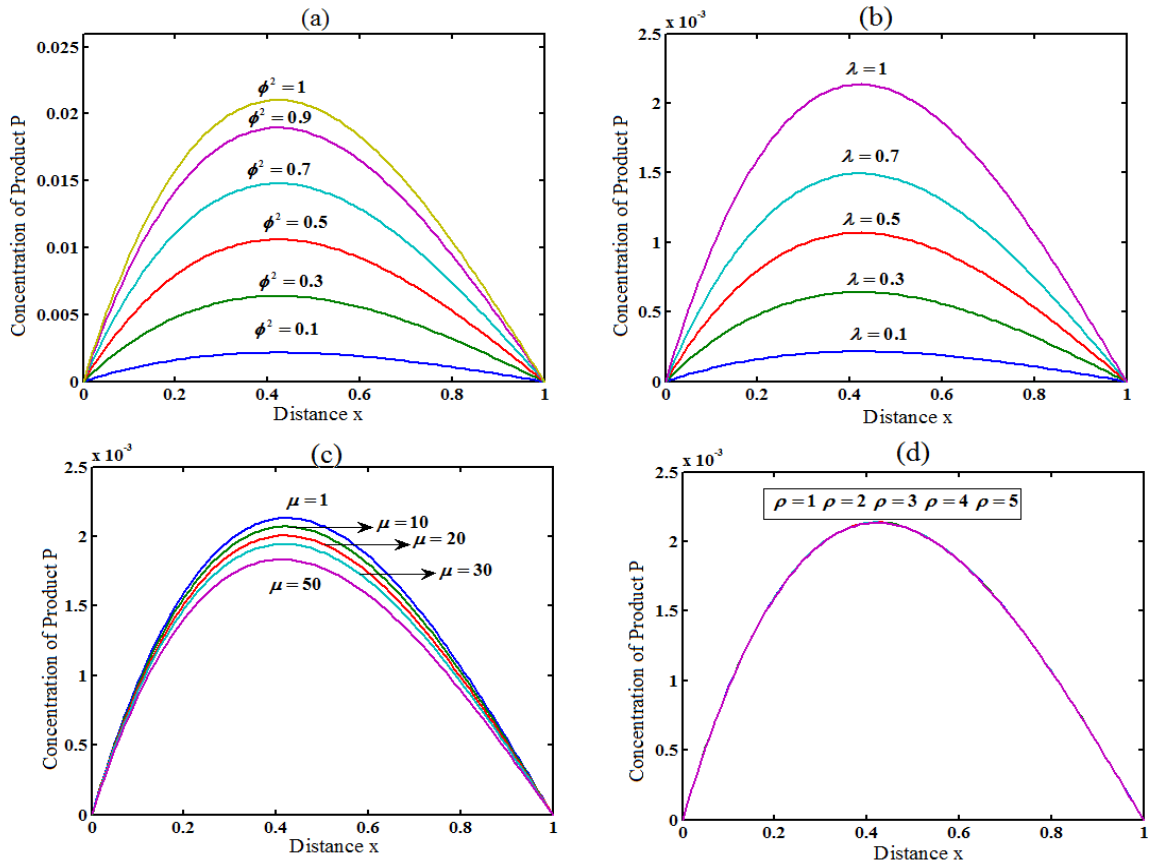 (a)
0.025
0.02
0.015
0.01
0.005
0
Concentration of Product P
ϕ² = 1
ϕ² = 0.9
ϕ² = 0.7
ϕ² = 0.5
ϕ² = 0.3
ϕ² = 0.1
0 0.2 0.4 0.6 0.8 1
Distance x
(b)
x 10⁻³
2.5
2
1.5
1
0.5
0
Concentration of Product P
λ = 1
λ = 0.7
λ = 0.5
λ = 0.3
λ = 0.1
0 0.2 0.4 0.6 0.8 1
Distance x
(c)
x 10⁻³
2.5
2
1.5
1
0.5
0
Concentration of Product P
μ = 1
μ = 10
μ = 20
μ = 30
μ = 50
0 0.2 0.4 0.6 0.8 1
Distance x
(d)
x 10⁻³
2.5
2
1.5
1
0.5
0
Concentration of Product P
ρ = 1 ρ = 2 ρ = 3 ρ = 4 ρ = 5
0 0.2 0.4 0.6 0.8 1
Distance x